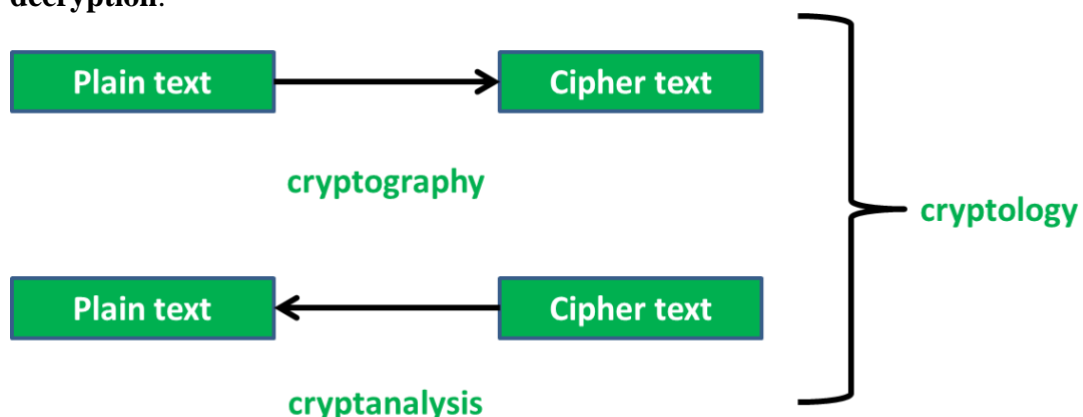 decryption.
Plain text Cipher text
cryptography
cryptology
Plain text Cipher text
cryptanalysis